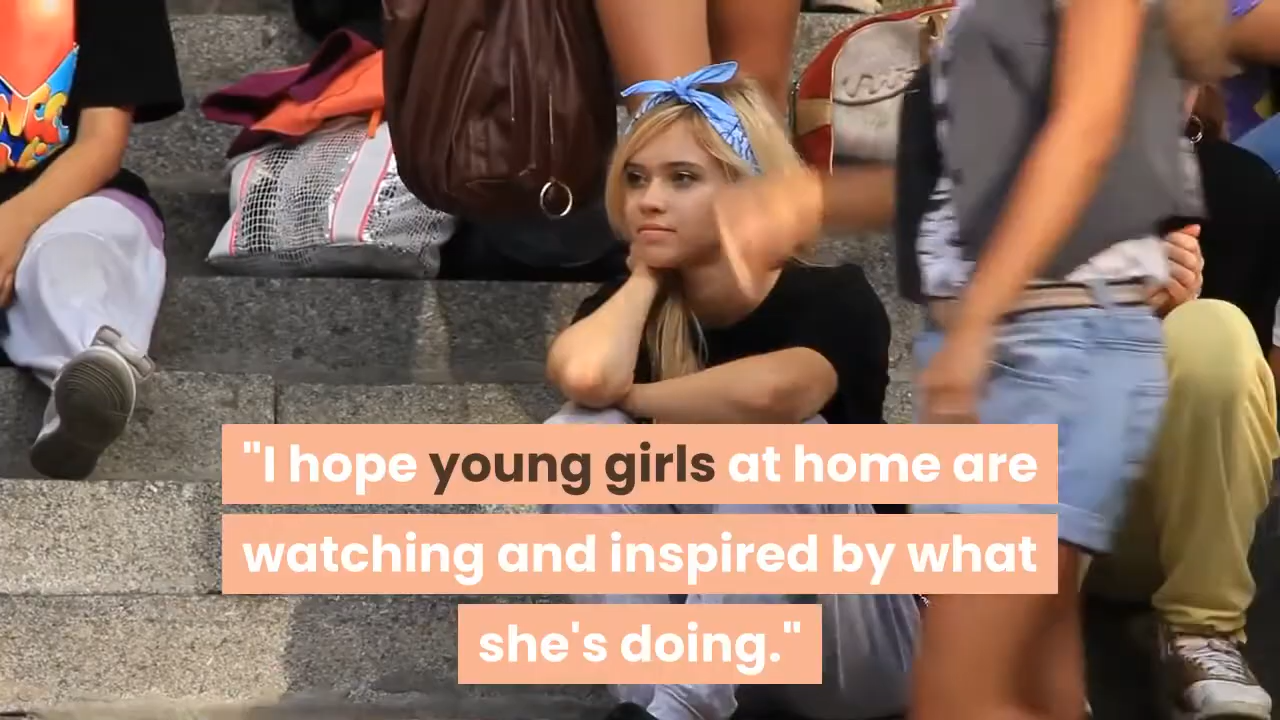 "I hope young girls at home are
watching and inspired by what
she's doing."